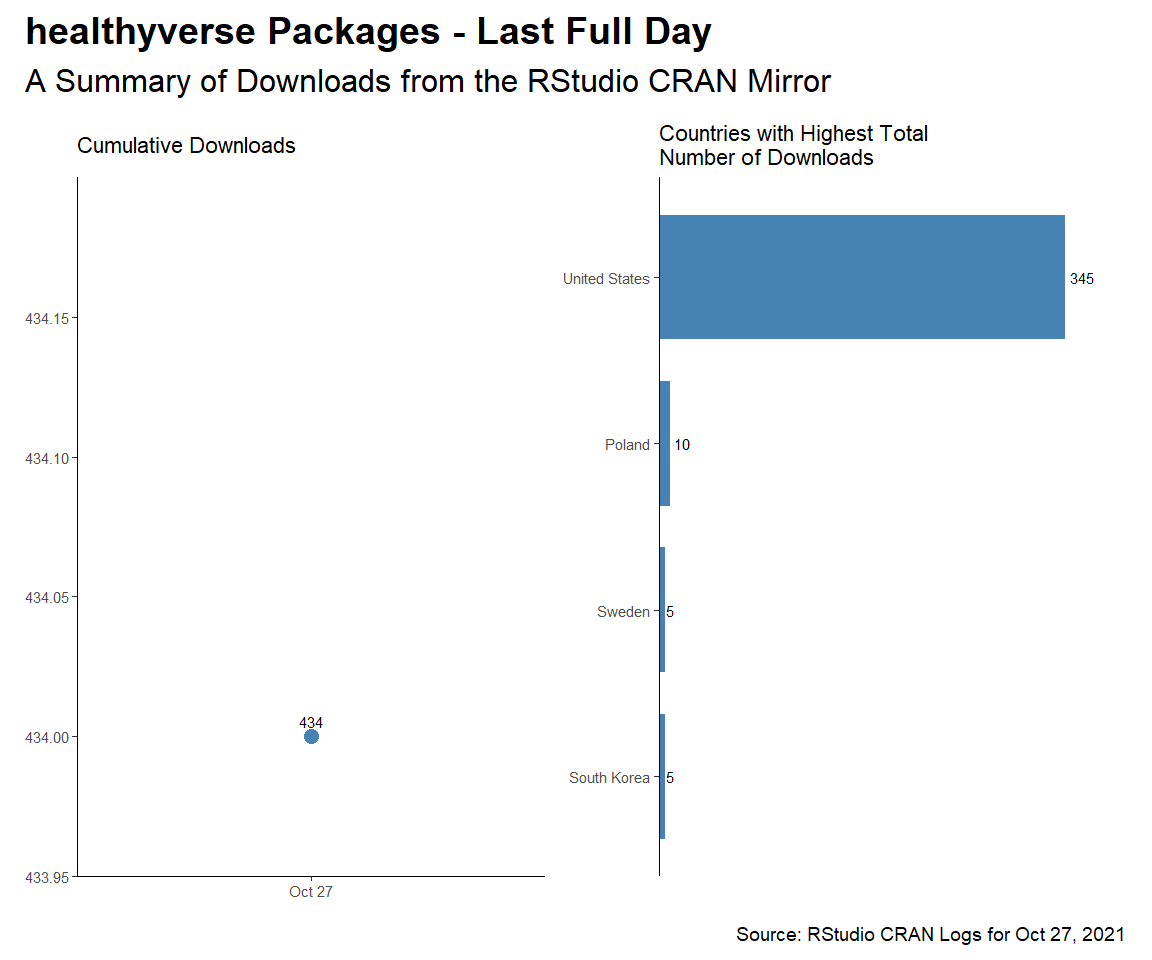 healthyverse Packages - Last Full Day
A Summary of Downloads from the RStudio CRAN Mirror
Cumulative Downloads
434.15
434.10
434.05
434.00
433.95
434
Oct 27
Countries with Highest Total
Number of Downloads
United States
345
Poland
10
Sweden
5
South Korea
5
Source: RStudio CRAN Logs for Oct 27, 2021